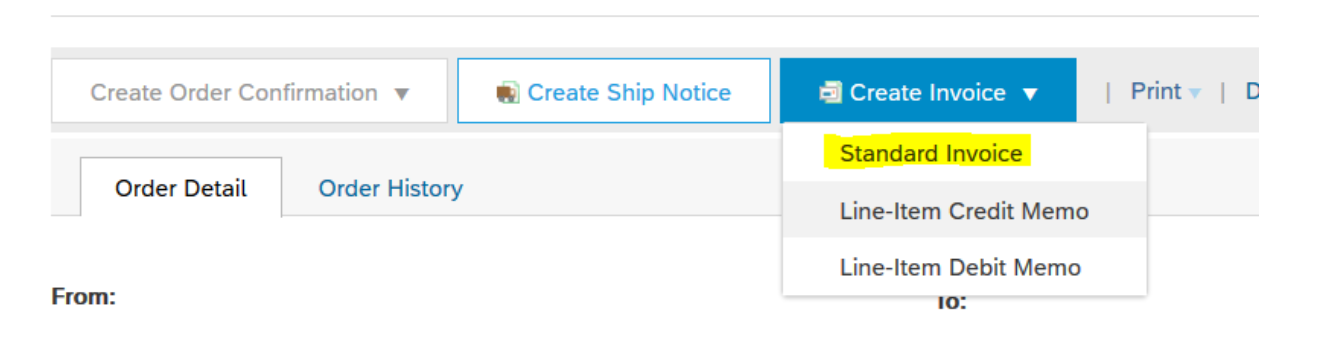 Create Order Confirmation ▼ Create Ship Notice Create Invoice ▼ | Print ▼ | D
Standard Invoice
Order Detail Order History
Line-Item Credit Memo
Line-Item Debit Memo
From: To: